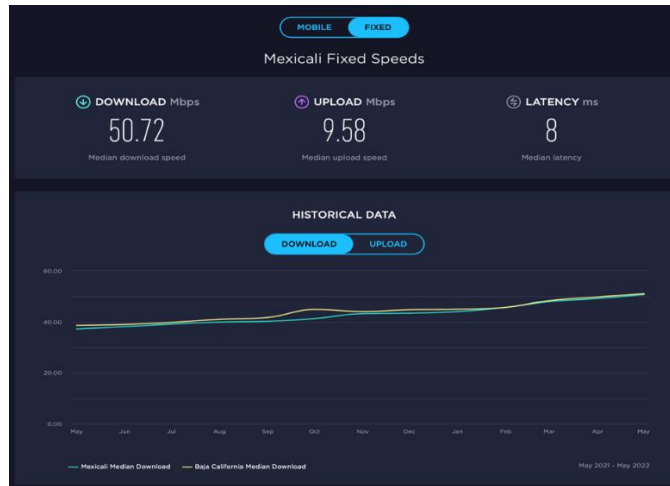 MOBILE FIXED
Mexicali Fixed Speeds
DOWNLOAD Mbps UPLOAD Mbps LATENCY ms
50.72 9.58 8
Median download speed Median upload speed Median latency
HISTORICAL DATA
DOWNLOAD UPLOAD
60.00
40.00
20.00
0.00
May Jun Jul Aug Sep Oct Nov Dec Jan Feb Mar Apr May
Mexicali Median Download Baja California Median Download May 2021 - May 2022